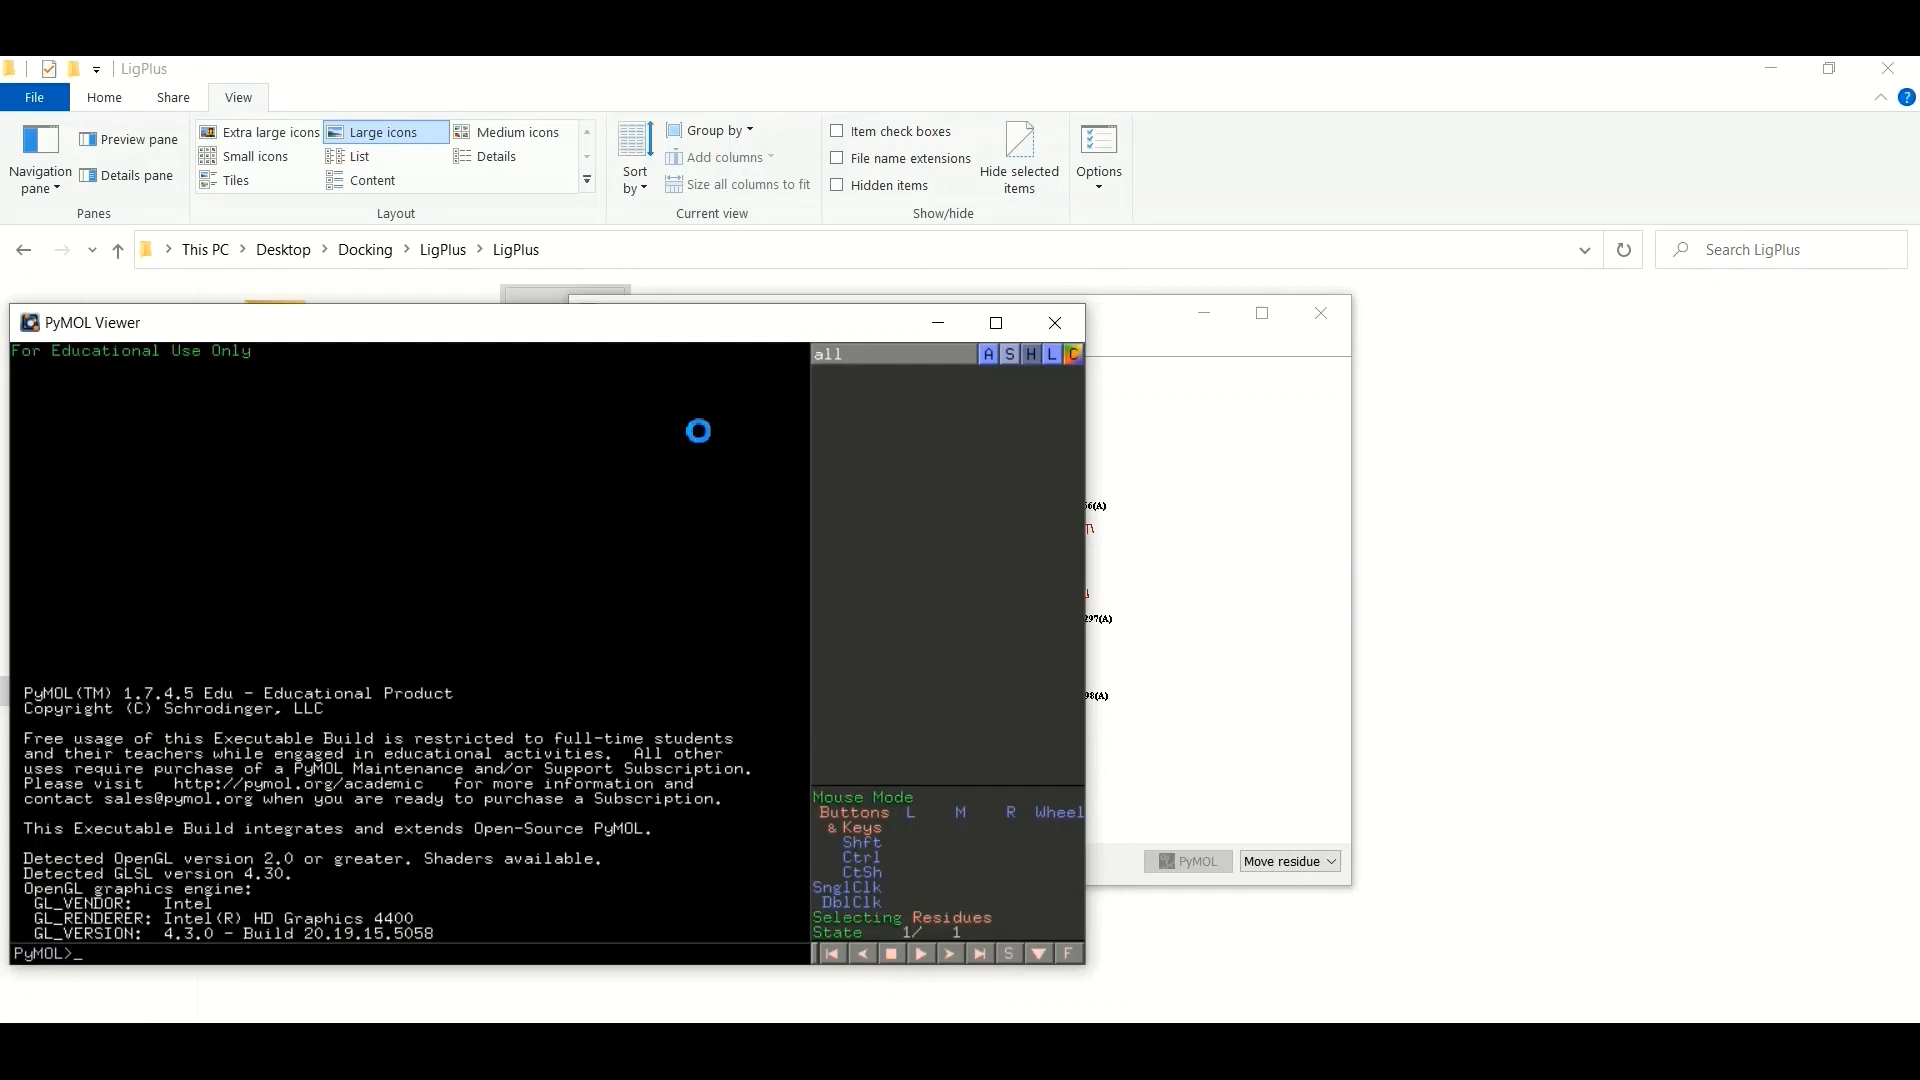 LigPlus
File Home Share View
Navigation pane
Preview pane
Details pane
Panes
Extra large icons Large icons Medium icons
Small icons List Details
Tiles Content
Layout
Sort by
Group by
Add columns
Size all columns to fit
Current view
Item check boxes
File name extensions
Hidden items
Hide selected items
Show/hide
Options
This PC Desktop Docking LigPlus LigPlus
Search LigPlus
PyMOL Viewer
For Educational Use Only
all A S H L C
PyMOL(TM) 1.7.4.5 Edu - Educational Product
Copyright (C) Schrodinger, LLC
Free usage of this Executable Build is restricted to full-time students
and their teachers while engaged in educational activities. All other
uses require purchase of a PyMOL Maintenance and/or Support Subscription.
Please visit http://pymol.org/academic for more information and
contact sales@pymol.org when you are ready to purchase a Subscription.
This Executable Build integrates and extends Open-Source PyMOL.
Detected OpenGL version 2.0 or greater. Shaders available.
Detected GLSL version 4.30.
OpenGL graphics engine:
GL_VENDOR: Intel
GL_RENDERER: Intel(R) HD Graphics 4400
GL_VERSION: 4.3.0 - Build 20.19.15.5058
PyMOL>_
Mouse Mode
Buttons L M R Wheel
& Keys
Shft
Ctrl
CtSh
SnglClk
DblClk
Selecting Residues
State 1/ 1
S F
297(A)
PyMOL Move residue